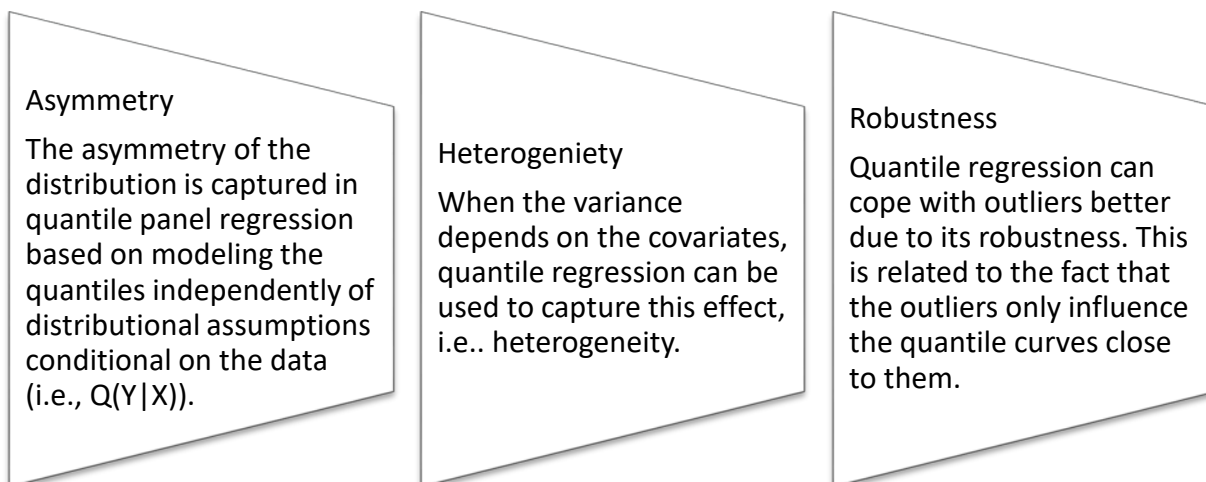 Asymmetry
The asymmetry of the
distribution is captured in
quantile panel regression
based on modeling the
quantiles independently of
distributional assumptions
conditional on the data
(i.e., Q(Y|X)).
Heterogeniety
When the variance
depends on the covariates,
quantile regression can be
used to capture this effect,
i.e.. heterogeneity.
Robustness
Quantile regression can
cope with outliers better
due to its robustness. This
is related to the fact that
the outliers only influence
the quantile curves close
to them.